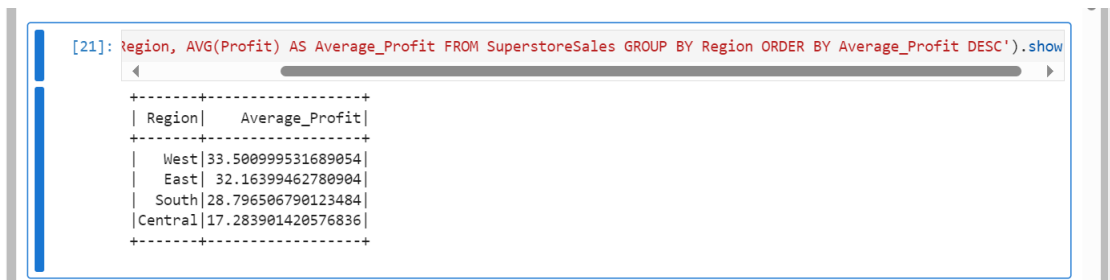 [21]: Region, AVG(Profit) AS Average_Profit FROM SuperstoreSales GROUP BY Region ORDER BY Average_Profit DESC').show
+-------+------------------+
| Region|    Average_Profit|
+-------+------------------+
|   West|33.500999531689054|
|   East| 32.16399462780904|
|  South|28.796506790123484|
|Central|17.283901420576836|
+-------+------------------+